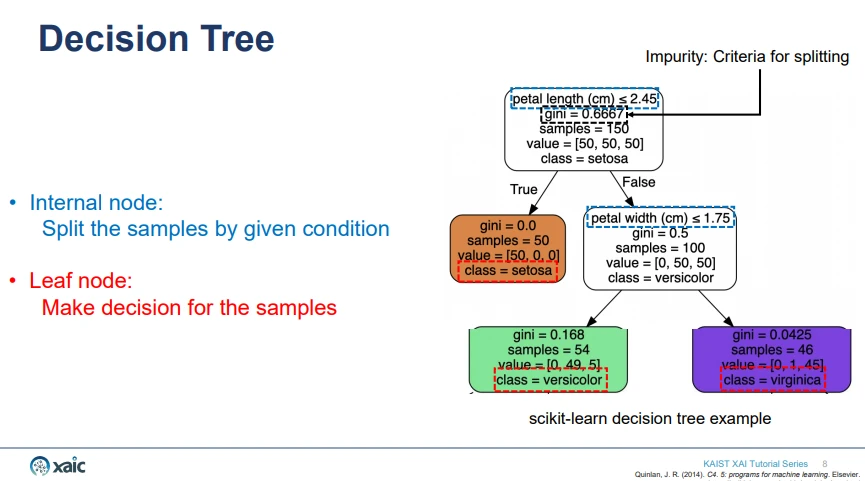 Decision Tree
Impurity: Criteria for splitting
petal length (cm) ≤ 2.45
gini = 0.6667
samples = 150
value = [50, 50, 50]
class = setosa
True
False
• Internal node:
Split the samples by given condition
• Leaf node:
Make decision for the samples
gini = 0.0
samples = 50
value = [50, 0, 0]
class = setosa
petal width (cm) ≤ 1.75
gini = 0.5
samples = 100
value = [0, 50, 50]
class = versicolor
gini = 0.168
samples = 54
value = [0, 49, 5]
class = versicolor
gini = 0.0425
samples = 46
value = [0, 1, 45]
class = virginica
scikit-learn decision tree example
xaic
KAIST XAI Tutorial Series 8
Quinlan, J. R. (2014). C4. 5: programs for machine learning. Elsevier.